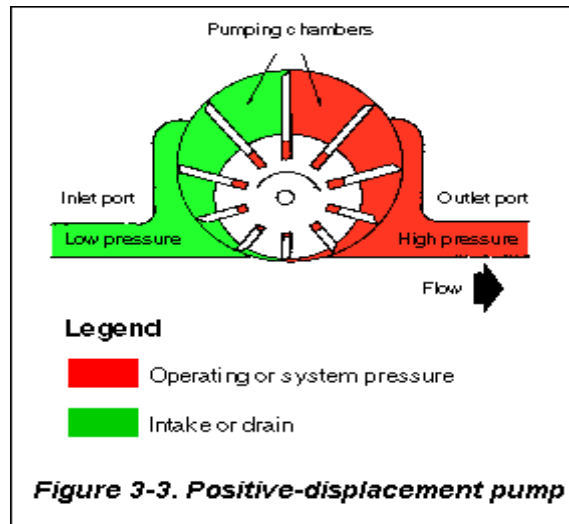 Pumping chambers
Inlet port
Outlet port
Low pressure
High pressure
Flow
Legend
Operating or system pressure
Intake or drain
Figure 3-3. Positive-displacement pump